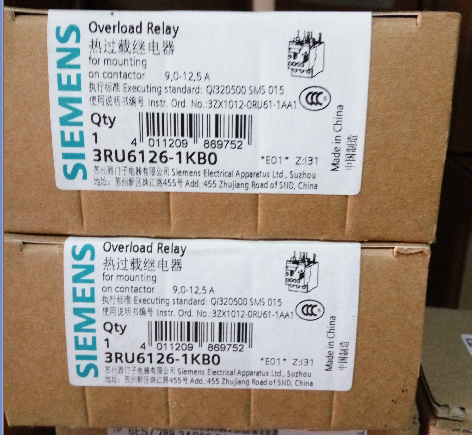 SIEMENS
Overload Relay
热过载继电器
for mounting
on contactor 9,0-12,5 A
执行标准 Executing standard: Q/320500 SMS 015
使用说明书编号 Instr. Ord. No.:3ZX1012-0RU61-1AA1
CCC
Qty
1
4 011209 869752
3RU6126-1KB0
*E01* Z:I31
苏州西门子电器有限公司 Siemens Electrical Apparatus Ltd., Suzhou
地址: 苏州新区珠江路455号 Add. 455 Zhujiang Road of SND, China
Made in China
中国制造
SIEMENS
Overload Relay
热过载继电器
for mounting
on contactor 9,0-12,5 A
执行标准 Executing standard: Q/320500 SMS 015
使用说明书编号 Instr. Ord. No.:3ZX1012-0RU61-1AA1
CCC
Qty
1
4 011209 869752
3RU6126-1KB0
*E01* Z:I31
苏州西门子电器有限公司 Siemens Electrical Apparatus Ltd., Suzhou
地址: 苏州新区珠江路455号 Add. 455 Zhujiang Road of SND, China
Made in China
中国制造
1P 6ES7 288